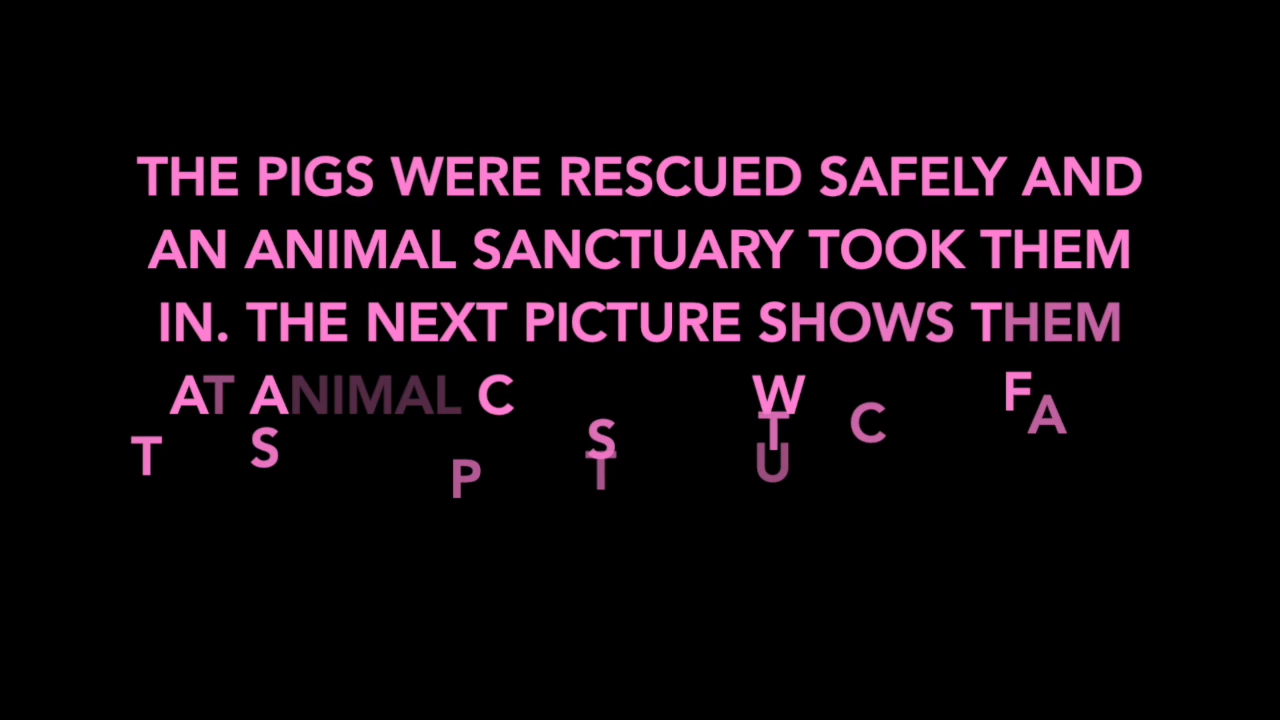 THE PIGS WERE RESCUED SAFELY AND
AN ANIMAL SANCTUARY TOOK THEM
IN. THE NEXT PICTURE SHOWS THEM
AT ANIMAL C